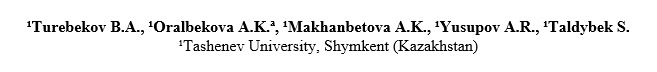 ¹Turebekov B.A., ¹Oralbekova A.K.ᵃ, ¹Makhanbetova A.K., ¹Yusupov A.R., ¹Taldybek S.
¹Tashenev University, Shymkent (Kazakhstan)